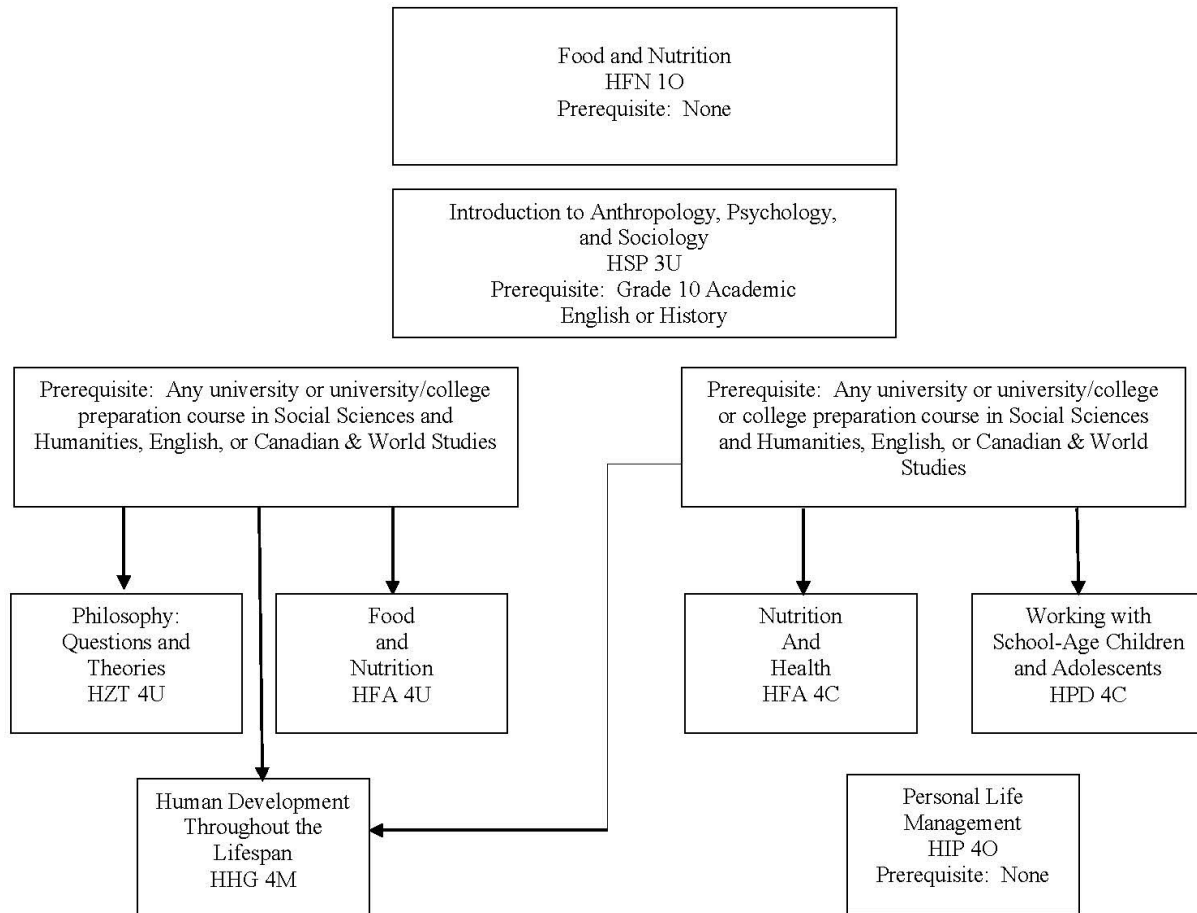 Food and Nutrition
HFN 1O
Prerequisite:  None
Introduction to Anthropology, Psychology,
and Sociology
HSP 3U
Prerequisite:  Grade 10 Academic
English or History
Prerequisite:  Any university or university/college
preparation course in Social Sciences and
Humanities, English, or Canadian & World Studies
Prerequisite:  Any university or university/college
or college preparation course in Social Sciences
and Humanities, English, or Canadian & World
Studies
Philosophy:
Questions and
Theories
HZT 4U
Food
and
Nutrition
HFA 4U
Nutrition
And
Health
HFA 4C
Working with
School-Age Children
and Adolescents
HPD 4C
Human Development
Throughout the
Lifespan
HHG 4M
Personal Life
Management
HIP 4O
Prerequisite:  None